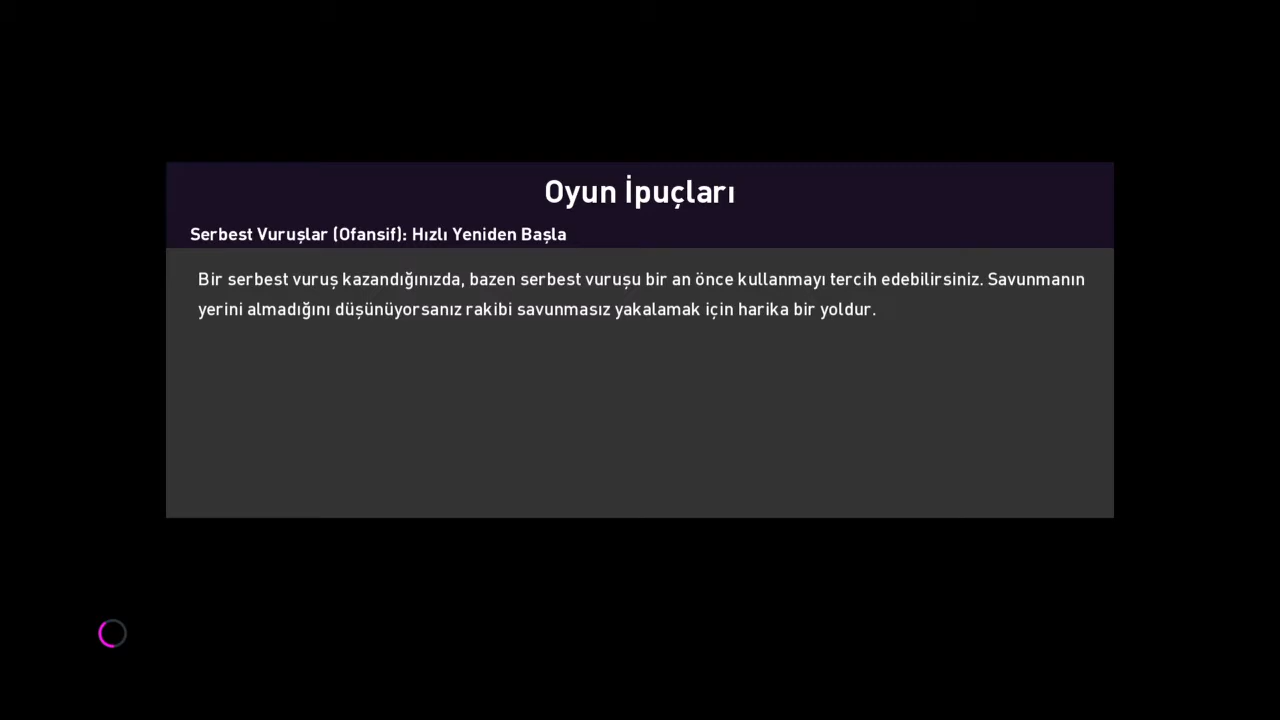 Oyun İpuçları
Serbest Vuruşlar (Ofansif): Hızlı Yeniden Başla
Bir serbest vuruş kazandığınızda, bazen serbest vuruşu bir an önce kullanmayı tercih edebilirsiniz. Savunmanın
yerini almadığını düşünüyorsanız rakibi savunmasız yakalamak için harika bir yoldur.